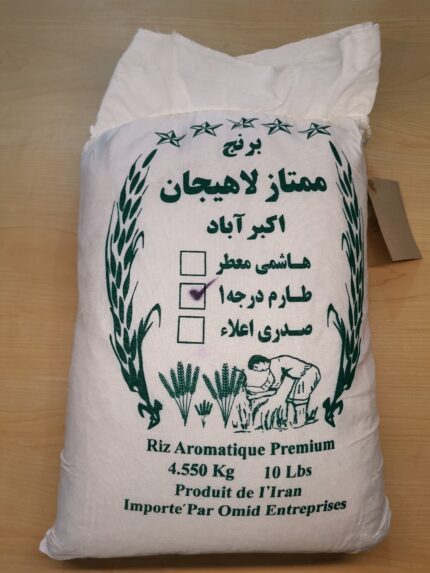 برنج
ممتاز لاهیجان
اکبر آباد
هاشمی معطر
طارم درجه۱
صدری اعلاء
Riz Aromatique Premium
4.550 Kg 10 Lbs
Produit de I'Iran
Importe´Par Omid Entreprises